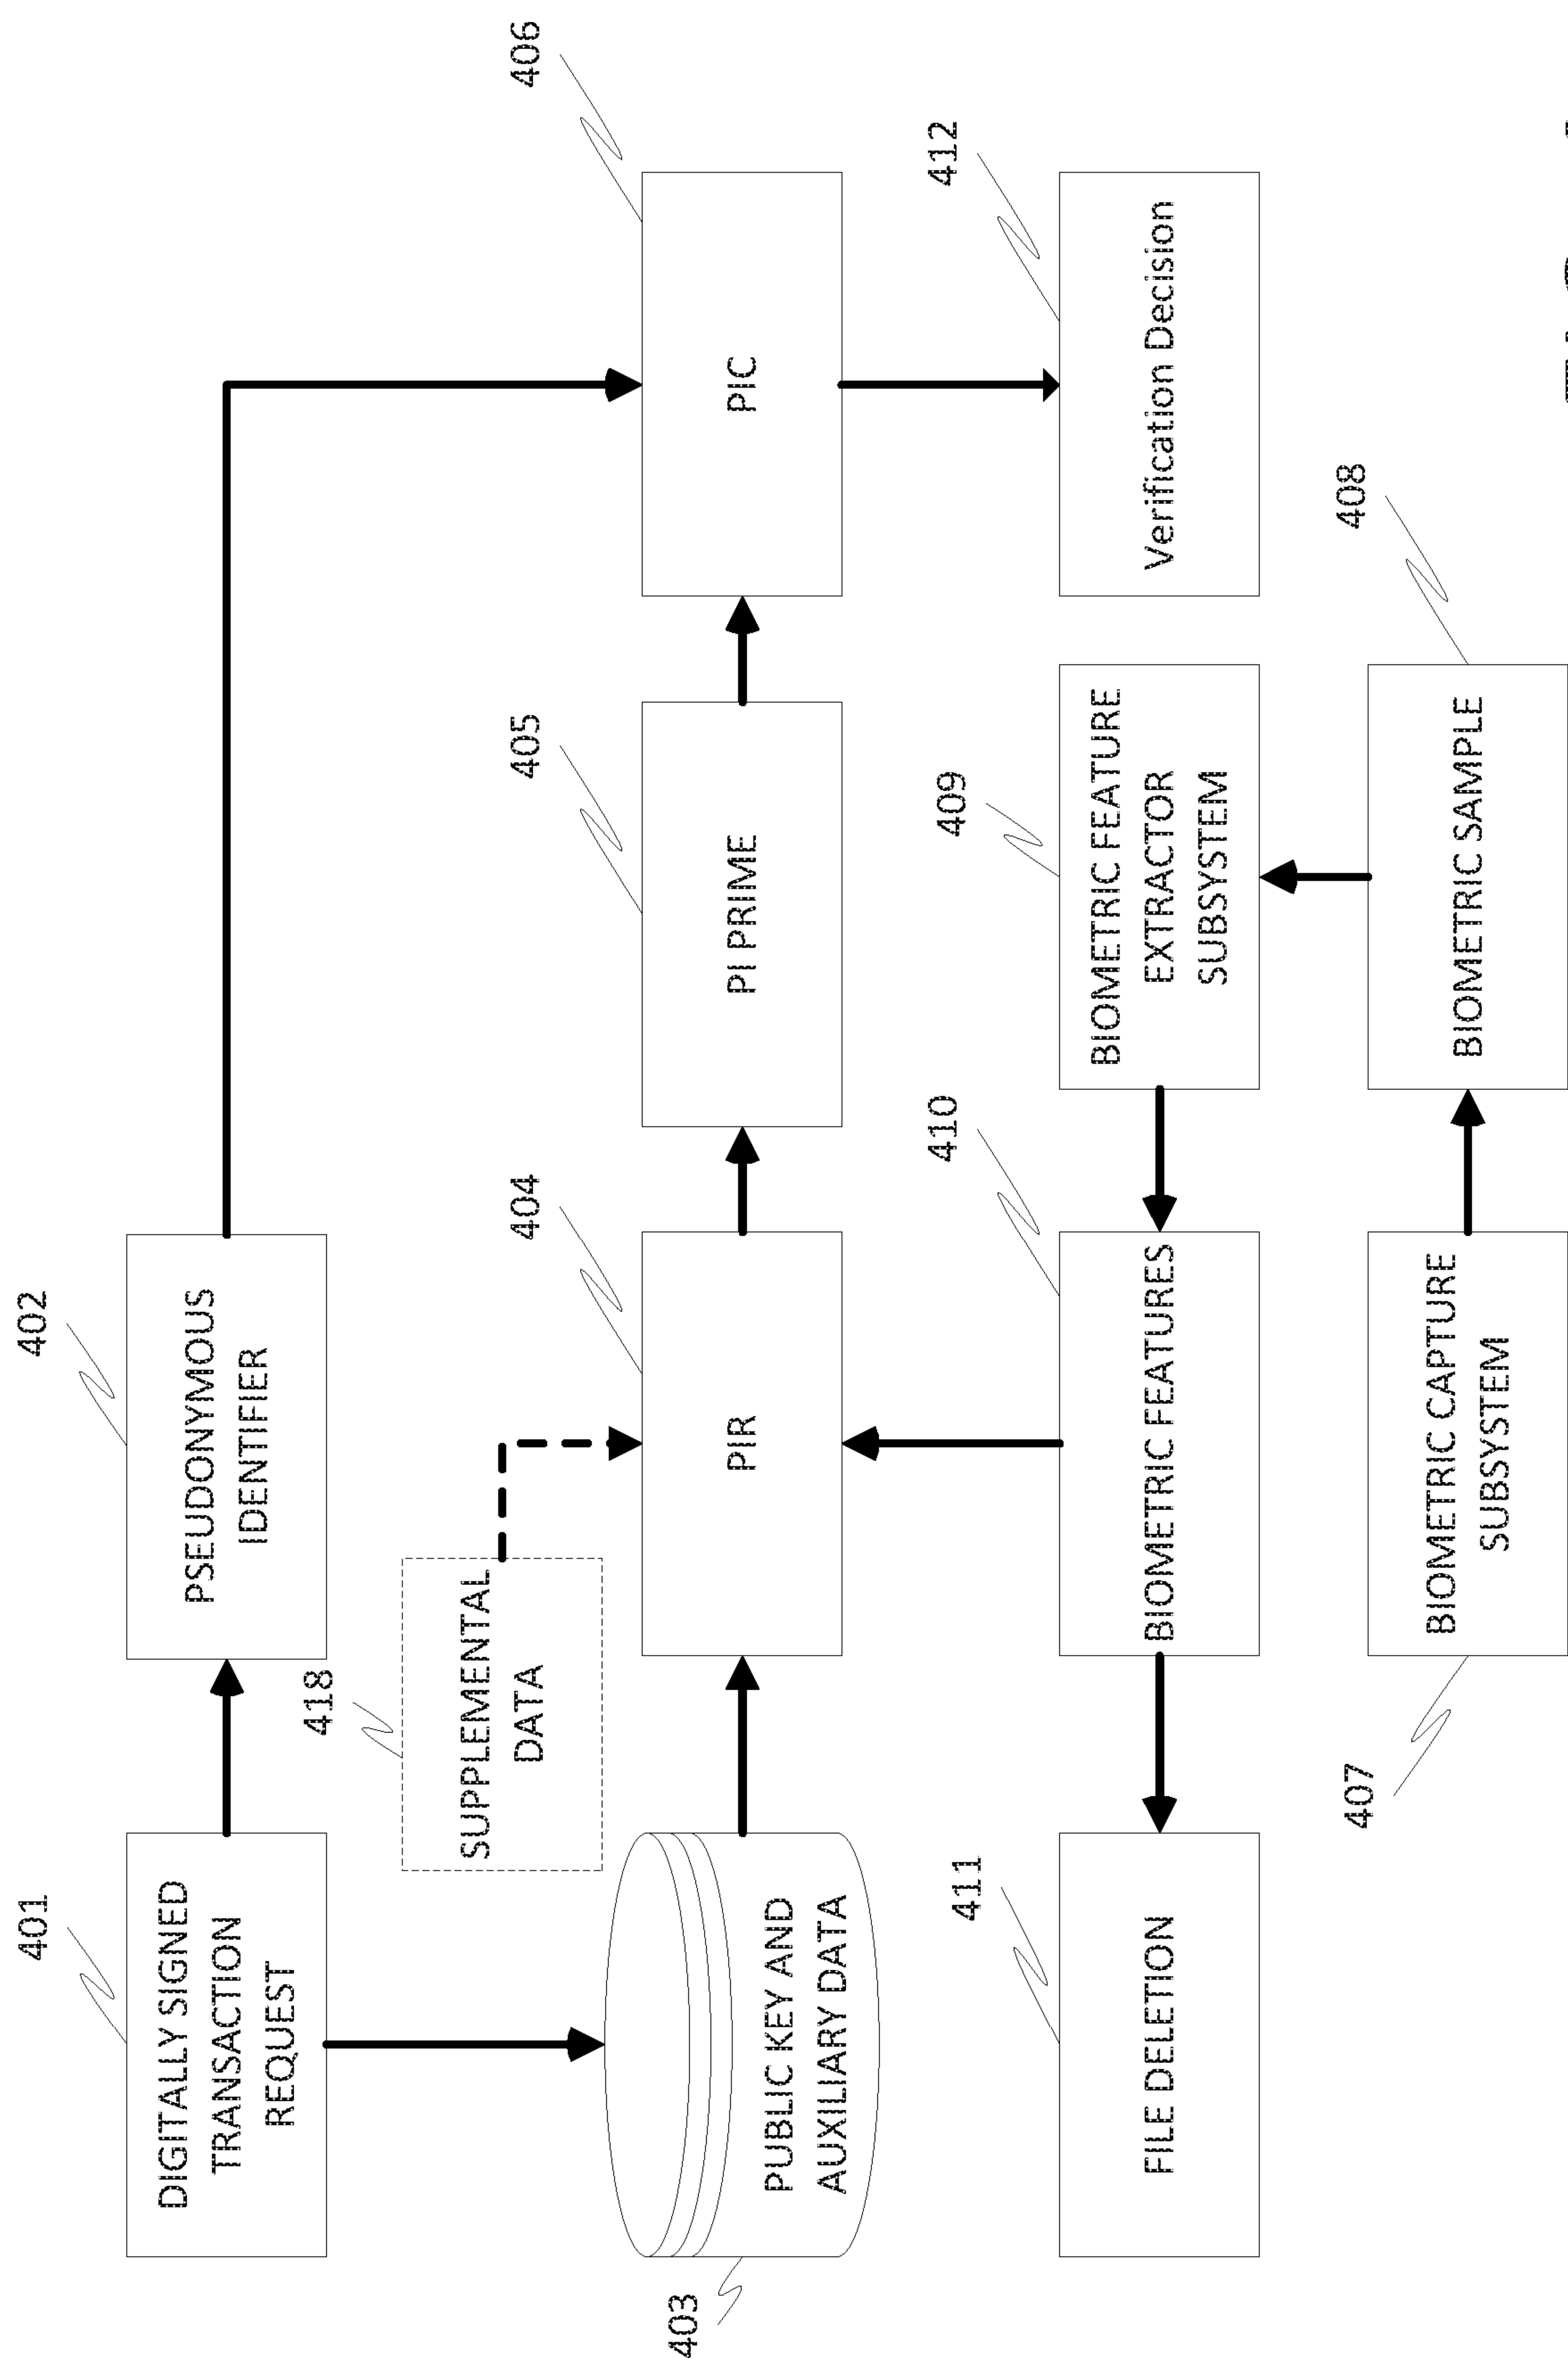 401
DIGITALLY SIGNED
TRANSACTION
REQUEST
402
PSEUDONYMOUS
IDENTIFIER
418
SUPPLEMENTAL
DATA
403
PUBLIC KEY AND
AUXILIARY DATA
404
PIR
405
PI PRIME
406
PIC
411
FILE DELETION
410
BIOMETRIC FEATURES
409
BIOMETRIC FEATURE
EXTRACTOR
SUBSYSTEM
412
Verification Decision
407
BIOMETRIC CAPTURE
SUBSYSTEM
408
BIOMETRIC SAMPLE